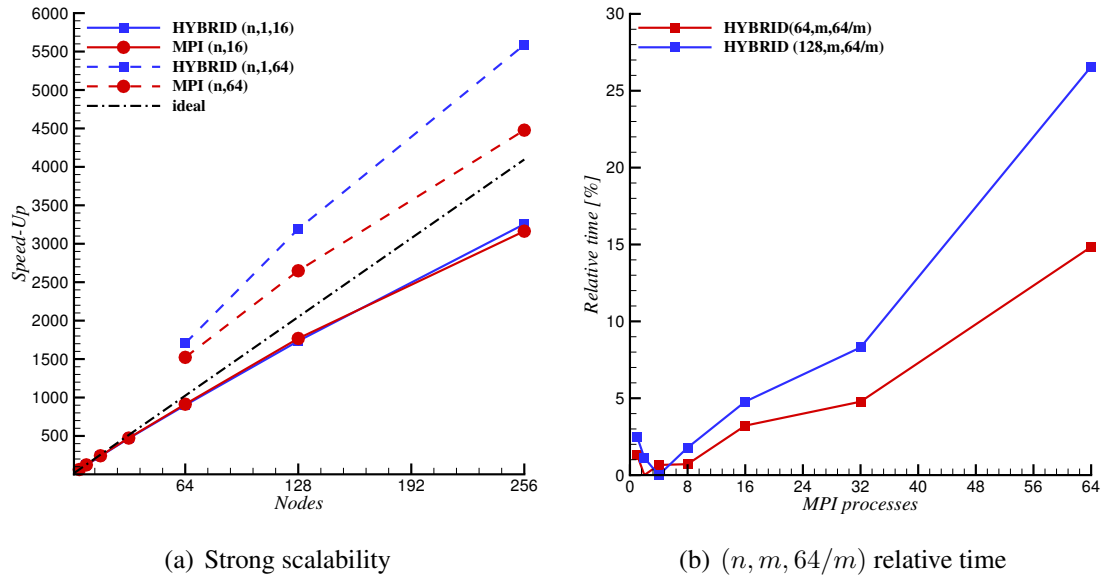 HYBRID (n,1,16)
MPI (n,16)
HYBRID (n,1,64)
MPI (n,64)
ideal
Speed-Up
6000
5500
5000
4500
4000
3500
3000
2500
2000
1500
1000
500
64
128
192
256
Nodes
(a) Strong scalability
HYBRID(64,m,64/m)
HYBRID (128,m,64/m)
Relative time [%]
30
25
20
15
10
5
0
0
8
16
24
32
40
48
56
64
MPI processes
(b) (n, m, 64/m) relative time